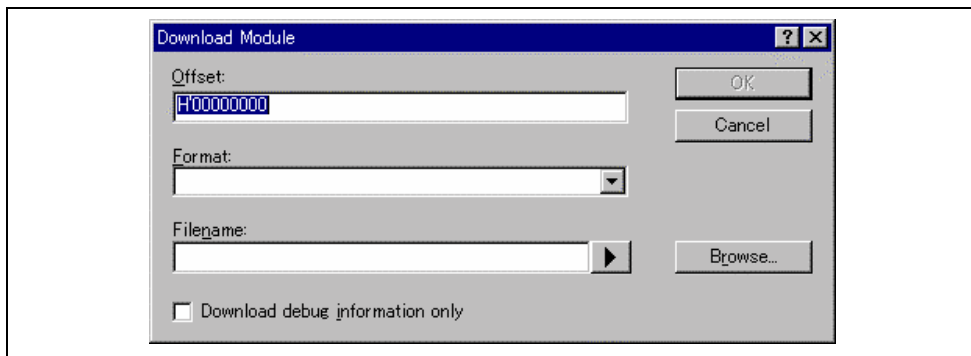 Download Module
Offset:
H'00000000
OK
Cancel
Format:
Filename:
Browse...
Download debug information only